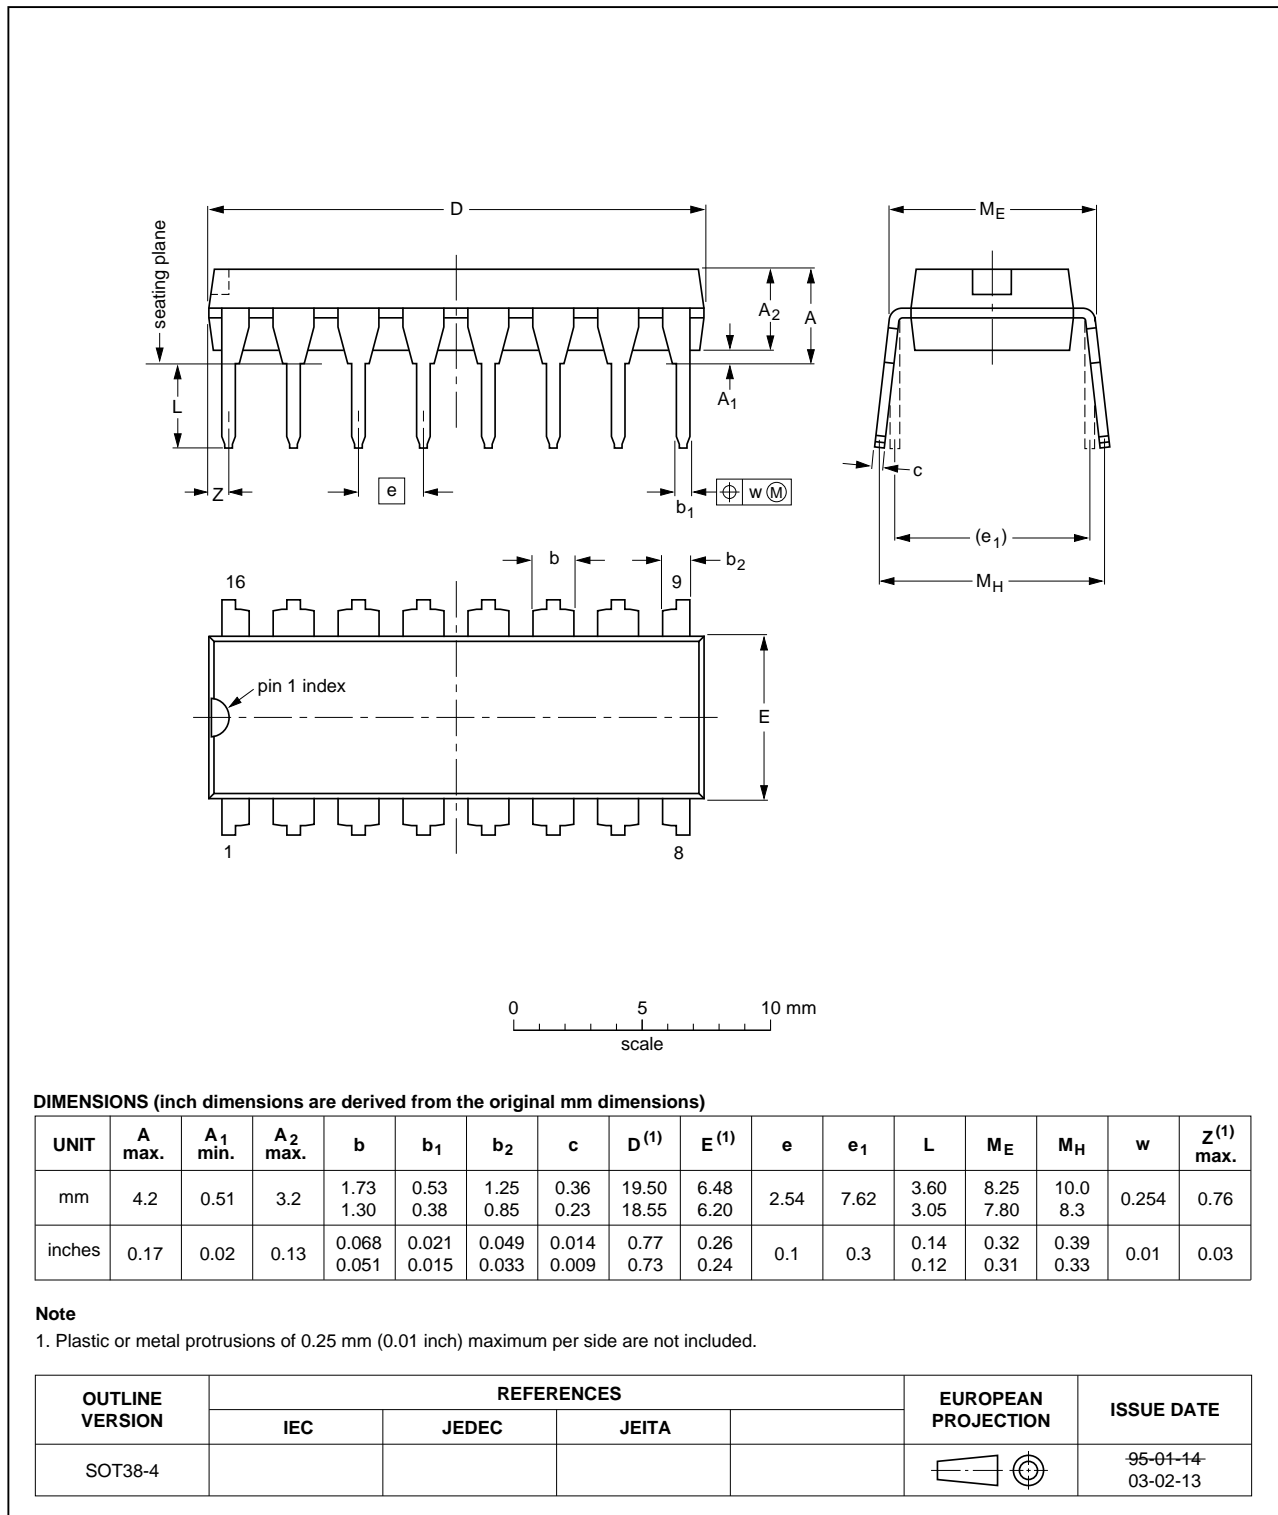 D
M_E
seating plane
A_2
A
L
A_1
Z
e
b_1
w M
c
(e_1)
M_H
b
b_2
16
9
pin 1 index
E
1
8
0 5 10 mm
scale
DIMENSIONS (inch dimensions are derived from the original mm dimensions)
UNIT A max. A1 min. A2 max. b b1 b2 c D(1) E(1) e e1 L ME MH w Z(1) max.
mm 4.2 0.51 3.2 1.73 1.30 0.53 0.38 1.25 0.85 0.36 0.23 19.50 18.55 6.48 6.20 2.54 7.62 3.60 3.05 8.25 7.80 10.0 8.3 0.254 0.76
inches 0.17 0.02 0.13 0.068 0.051 0.021 0.015 0.049 0.033 0.014 0.009 0.77 0.73 0.26 0.24 0.1 0.3 0.14 0.12 0.32 0.31 0.39 0.33 0.01 0.03
Note
1. Plastic or metal protrusions of 0.25 mm (0.01 inch) maximum per side are not included.
OUTLINE VERSION REFERENCES EUROPEAN PROJECTION ISSUE DATE
IEC JEDEC JEITA
SOT38-4
95-01-14
03-02-13